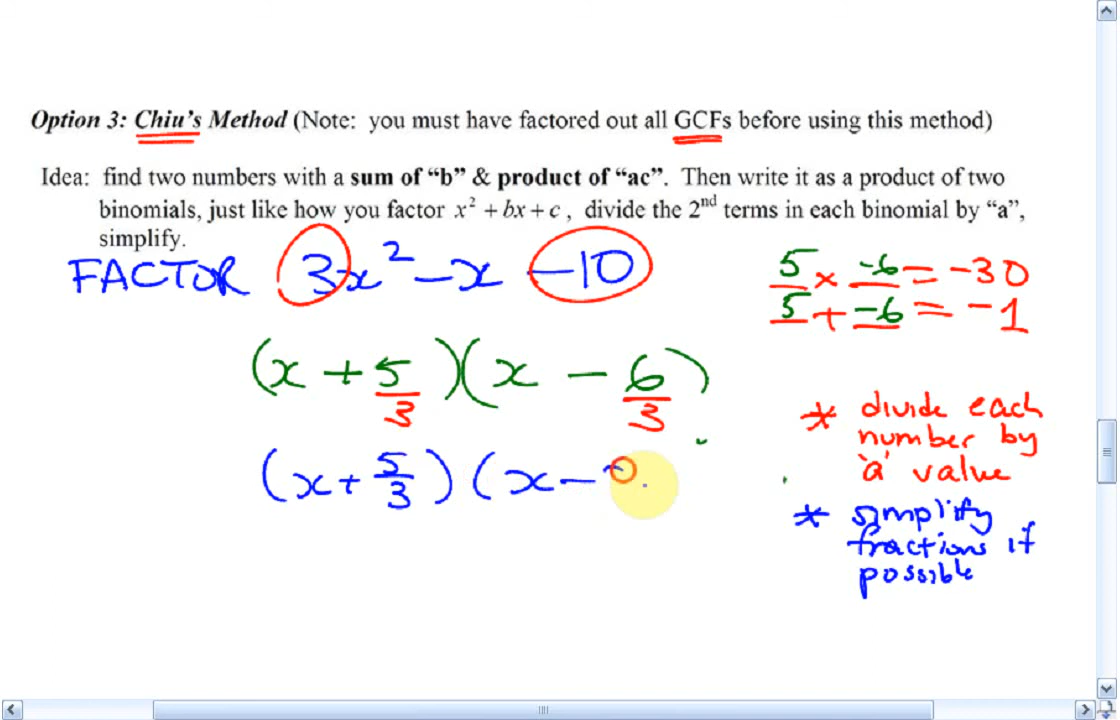 Option 3: Chiu's Method (Note: you must have factored out all GCFs before using this method)
Idea: find two numbers with a sum of “b” & product of “ac”. Then write it as a product of two
binomials, just like how you factor x² + bx + c, divide the 2nd terms in each binomial by “a”,
simplify.
FACTOR 3x² - x - 10
5 × -6 = -30
5 + -6 = -1
(x + 5/3)(x - 6/3)
* divide each
number by
'a' value
(x + 5/3)(x -
* simplify
fractions if
possible